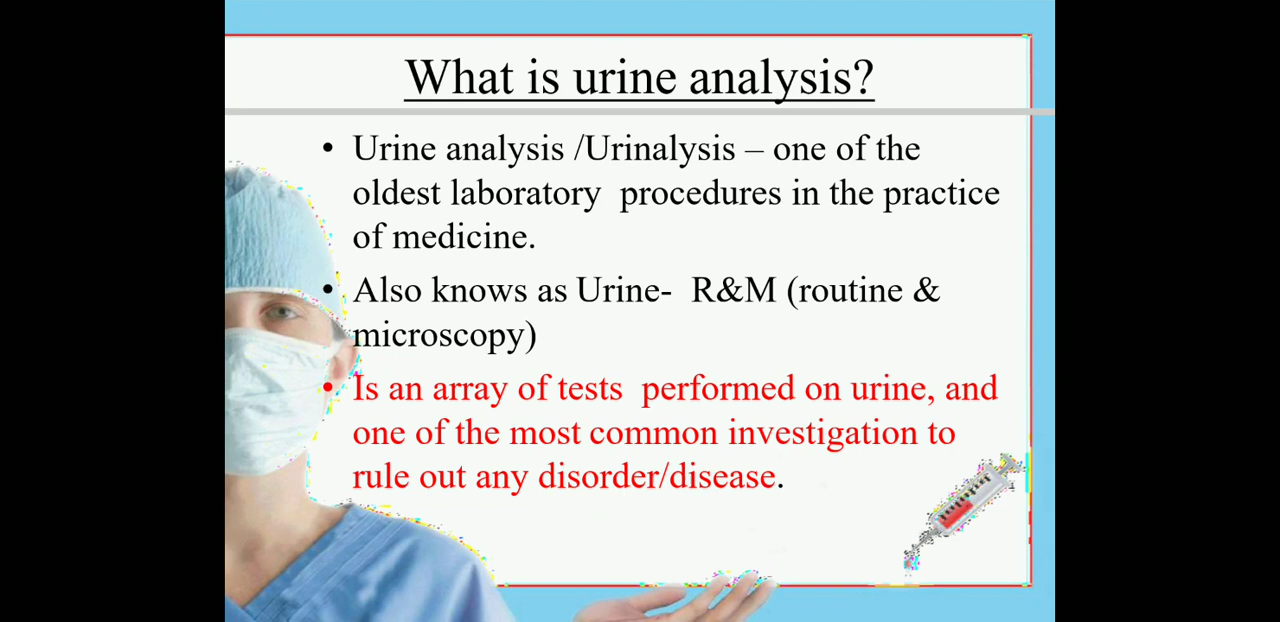 What is urine analysis?
• Urine analysis /Urinalysis – one of the
oldest laboratory  procedures in the practice
of medicine.
• Also knows as Urine-  R&M (routine &
microscopy)
• Is an array of tests  performed on urine, and
one of the most common investigation to
rule out any disorder/disease.